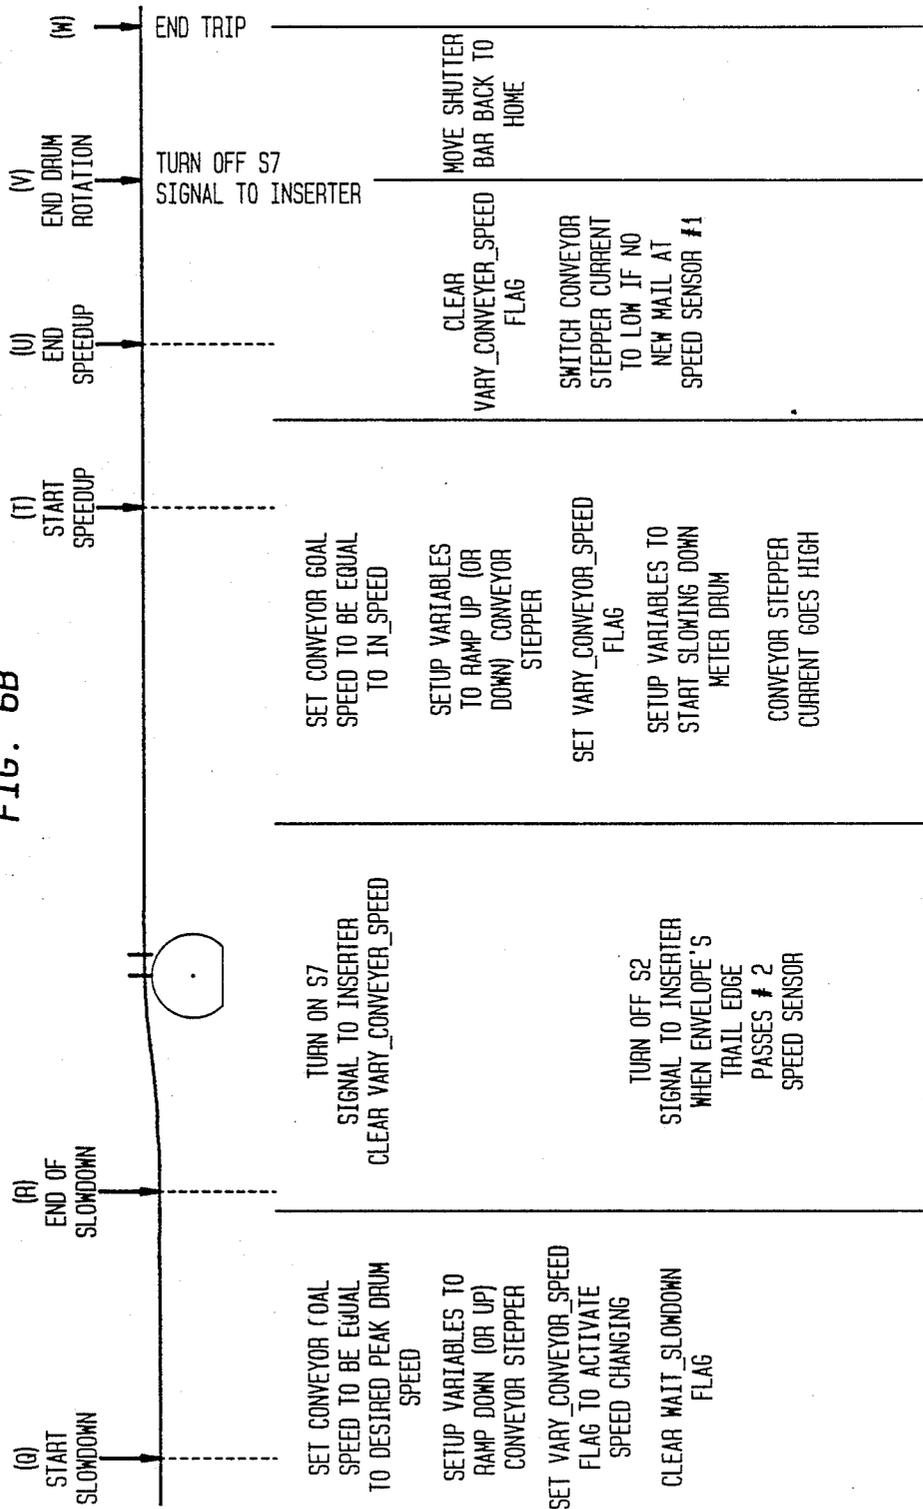 FIG. 6B
(Q)
START
SLOWDOWN
(R)
END OF
SLOWDOWN
(T)
START
SPEEDUP
(U)
END
SPEEDUP
(V)
END DRUM
ROTATION
(W)
SET CONVEYOR GOAL
SPEED TO BE EQUAL
TO DESIRED PEAK DRUM
SPEED
SETUP VARIABLES TO
RAMP DOWN (OR UP)
CONVEYOR STEPPER
SET VARY_CONVEYOR_SPEED
FLAG TO ACTIVATE
SPEED CHANGING
CLEAR WAIT_SLOWDOWN
FLAG
TURN ON S7
SIGNAL TO INSERTER
CLEAR VARY_CONVEYER_SPEED
TURN OFF S2
SIGNAL TO INSERTER
WHEN ENVELOPE'S
TRAIL EDGE
PASSES # 2
SPEED SENSOR
SET CONVEYOR GOAL
SPEED TO BE EQUAL
TO IN_SPEED
SETUP VARIABLES
TO RAMP UP (OR
DOWN) CONVEYOR
STEPPER
SET VARY_CONVEYOR_SPEED
FLAG
SETUP VARIABLES TO
START SLOWING DOWN
METER DRUM
CONVEYOR STEPPER
CURRENT GOES HIGH
CLEAR
VARY_CONVEYER_SPEED
FLAG
SWITCH CONVEYOR
STEPPER CURRENT
TO LOW IF NO
NEW MAIL AT
SPEED SENSOR #1
TURN OFF S7
SIGNAL TO INSERTER
MOVE SHUTTER
BAR BACK TO
HOME
END TRIP